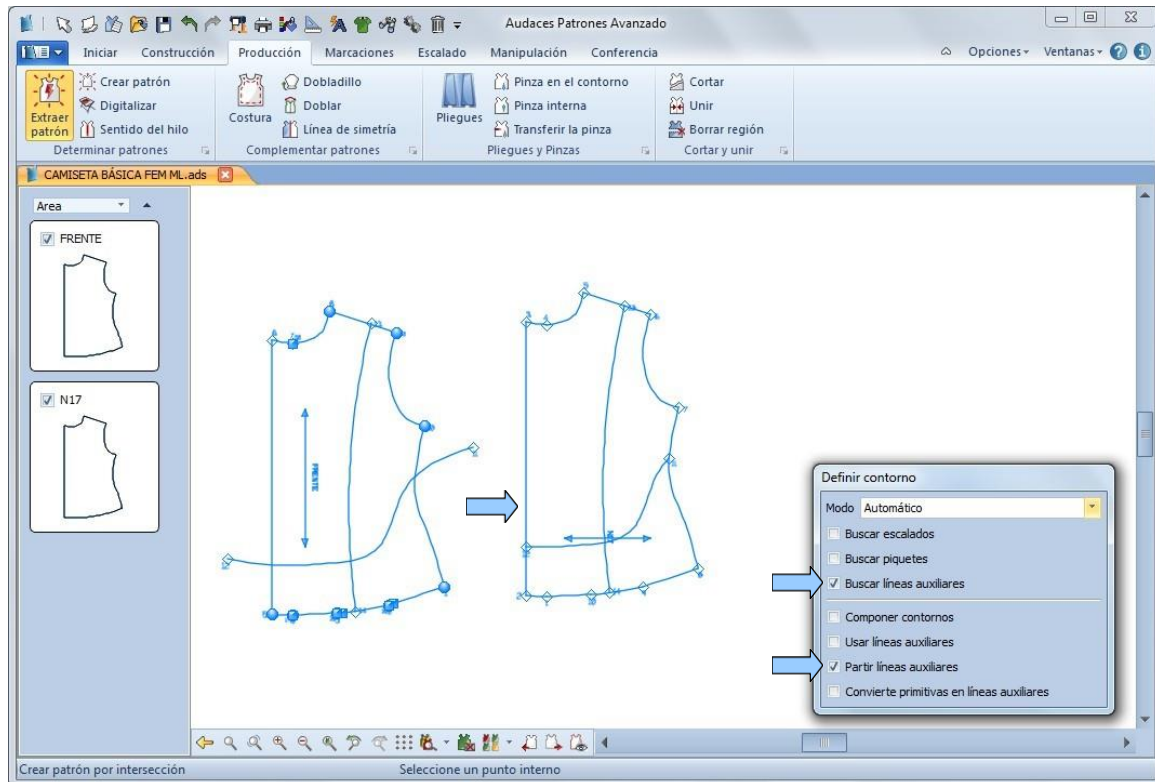 Audaces Patrones Avanzado
Iniciar Construcción Producción Marcaciones Escalado Manipulación Conferencia Opciones Ventanas
Extraer patrón
Crear patrón
Digitalizar
Sentido del hilo
Determinar patrones
Costura
Dobladillo
Doblar
Línea de simetría
Complementar patrones
Pliegues
Pinza en el contorno
Pinza interna
Transferir la pinza
Pliegues y Pinzas
Cortar
Unir
Borrar región
Cortar y unir
CAMISETA BÁSICA FEM ML.ads
Area
FRENTE
N17
FRENTE
Definir contorno
Modo Automático
Buscar escalados
Buscar piquetes
Buscar líneas auxiliares
Componer contornos
Usar líneas auxiliares
Partir líneas auxiliares
Convierte primitivas en líneas auxiliares
Crear patrón por intersección
Seleccione un punto interno